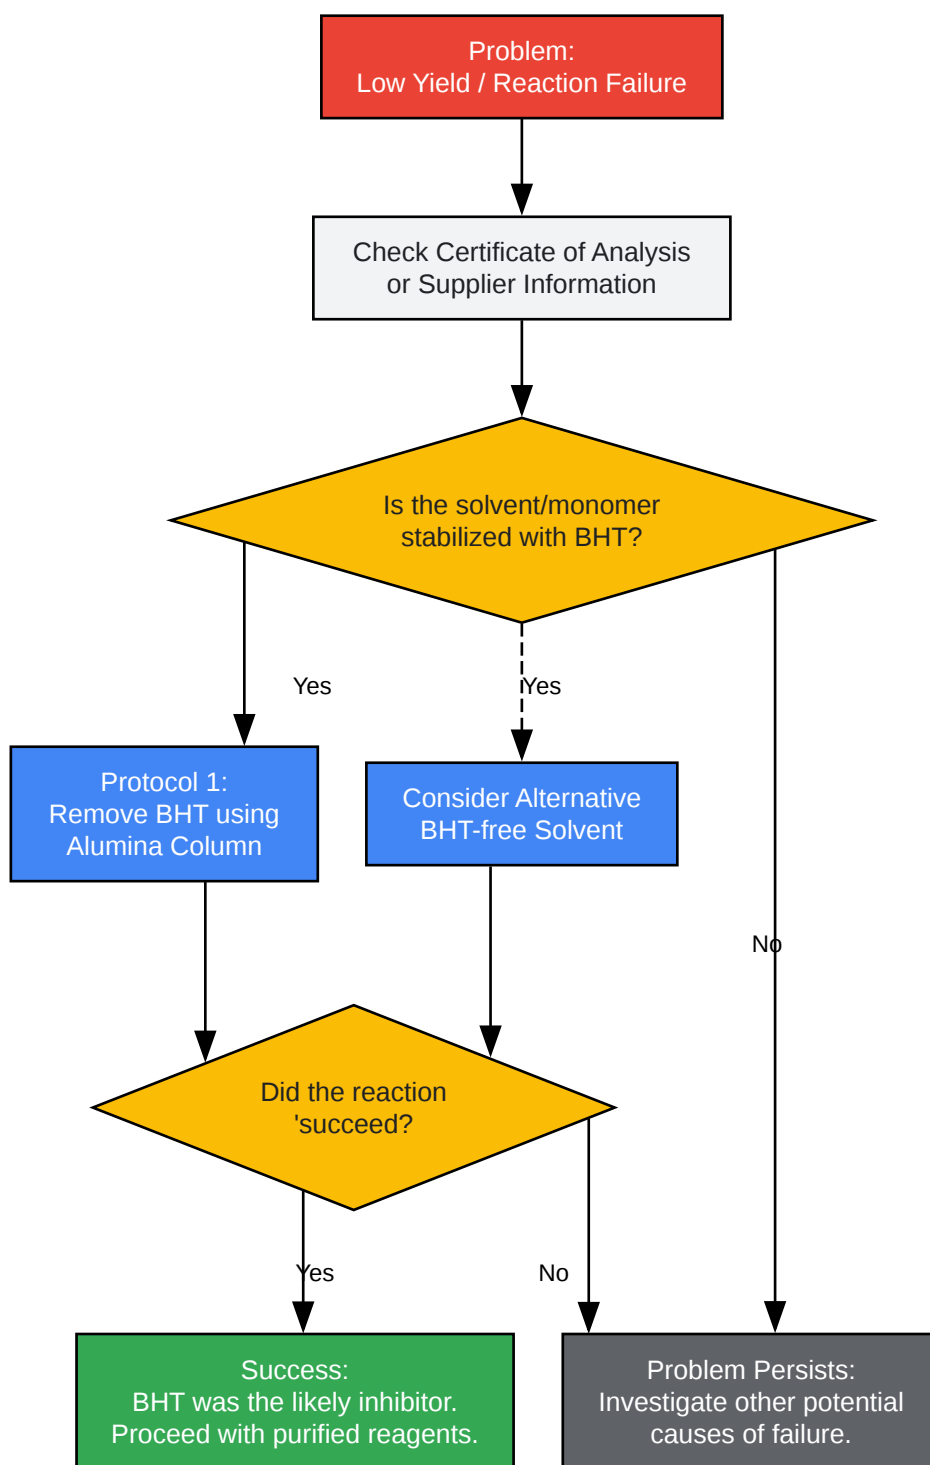 Problem:
Low Yield / Reaction Failure
Check Certificate of Analysis
or Supplier Information
Is the solvent/monomer
stabilized with BHT?
Yes
Yes
Protocol 1:
Remove BHT using
Alumina Column
Consider Alternative
BHT-free Solvent
No
Did the reaction
'succeed?
Yes
No
Success:
BHT was the likely inhibitor.
Proceed with purified reagents.
Problem Persists:
Investigate other potential
causes of failure.